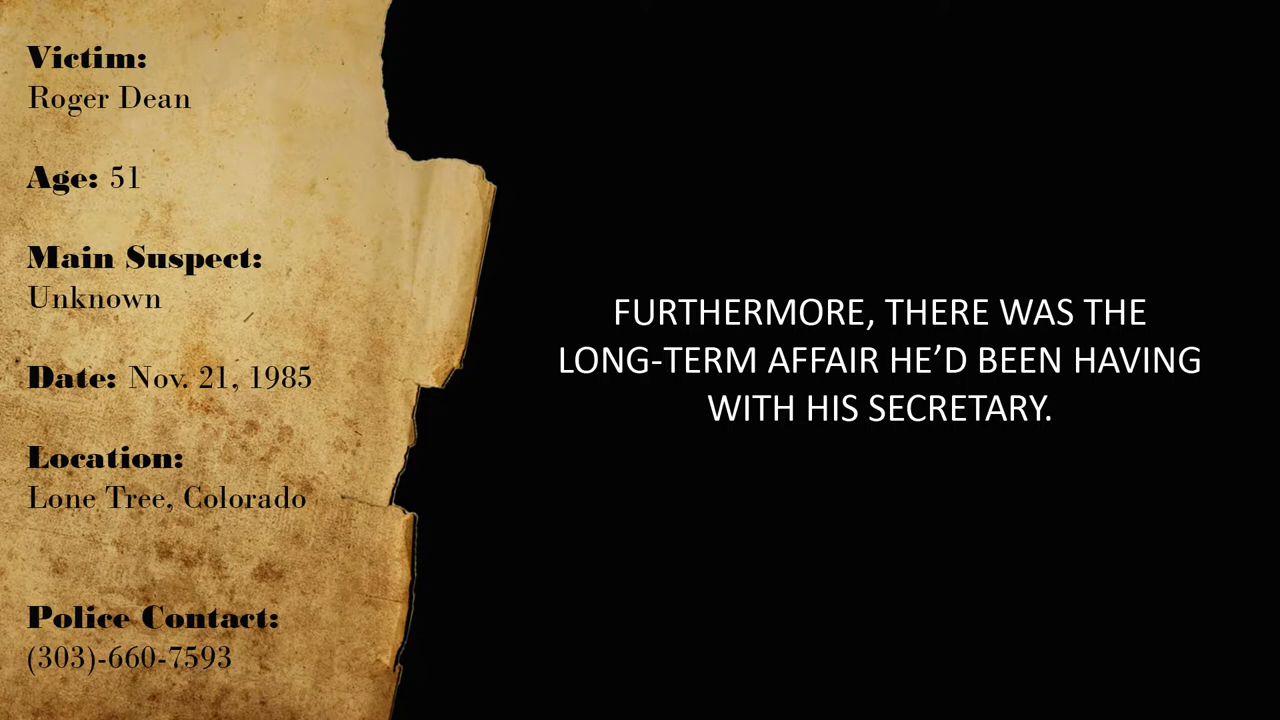 Victim:
Roger Dean
Age: 51
Main Suspect:
Unknown
Date: Nov. 21, 1985
Location:
Lone Tree, Colorado
Police Contact:
(303)-660-7593
FURTHERMORE, THERE WAS THE
LONG-TERM AFFAIR HE’D BEEN HAVING
WITH HIS SECRETARY.